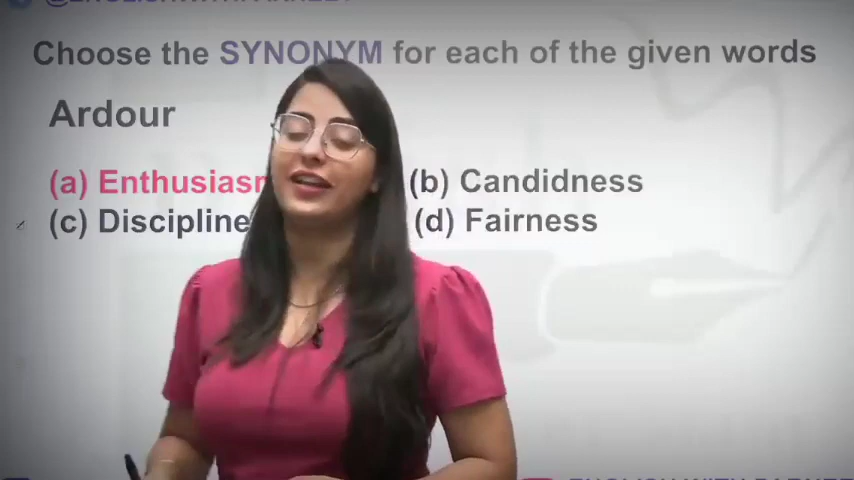 Choose the SYNONYM for each of the given words
Ardour
(a) Enthusiasm (b) Candidness
(c) Discipline (d) Fairness